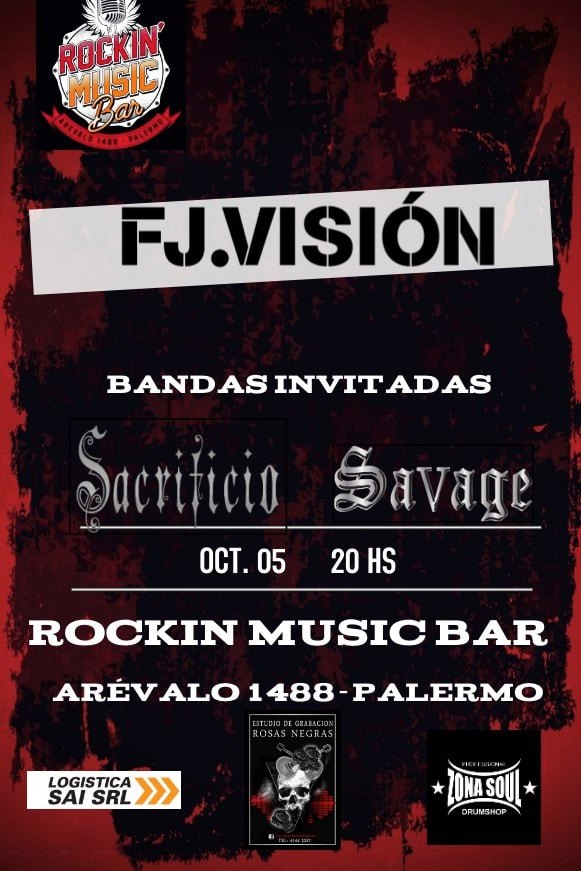 ROCKIN'
MUSIC
Bar
ARÉVALO 1488 - PALERMO
FJ.VISIÓN
BANDAS INVITADAS
Sacrificio Savage
OCT. 05 20 HS
ROCKIN MUSIC BAR
ARÉVALO 1488 - PALERMO
ESTUDIO DE GRABACION
ROSAS NEGRAS
LOGISTICA
SAI SRL
PROFESSIONAL
ZONA SOUL
DRUMSHOP